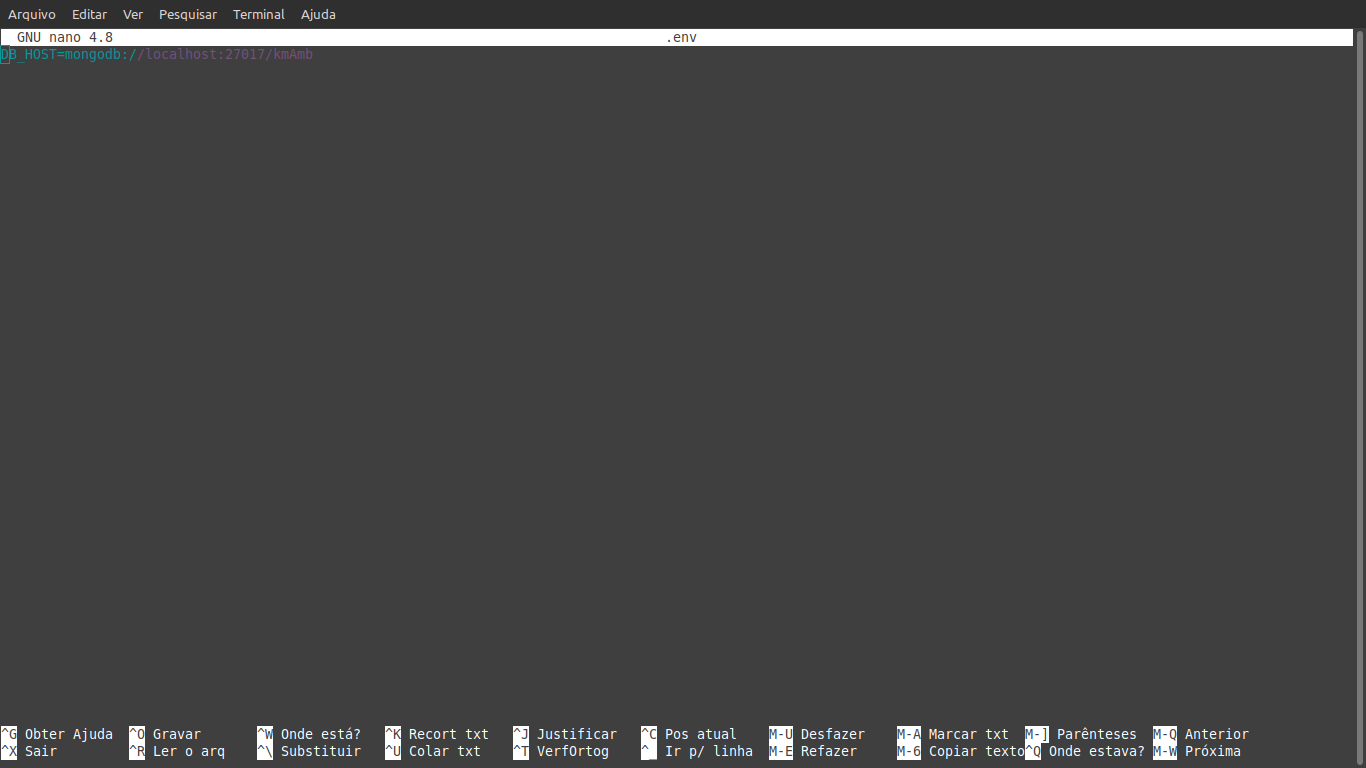 Arquivo Editar Ver Pesquisar Terminal Ajuda
GNU nano 4.8 .env
DB_HOST=mongodb://localhost:27017/kmAmb
^G Obter Ajuda ^O Gravar ^W Onde está? ^K Recort txt ^J Justificar ^C Pos atual M-U Desfazer M-A Marcar txt M-] Parênteses M-Q Anterior
^X Sair ^R Ler o arq ^\ Substituir ^U Colar txt ^T VerfOrtog ^_ Ir p/ linha M-E Refazer M-6 Copiar texto^Q Onde estava? M-W Próxima